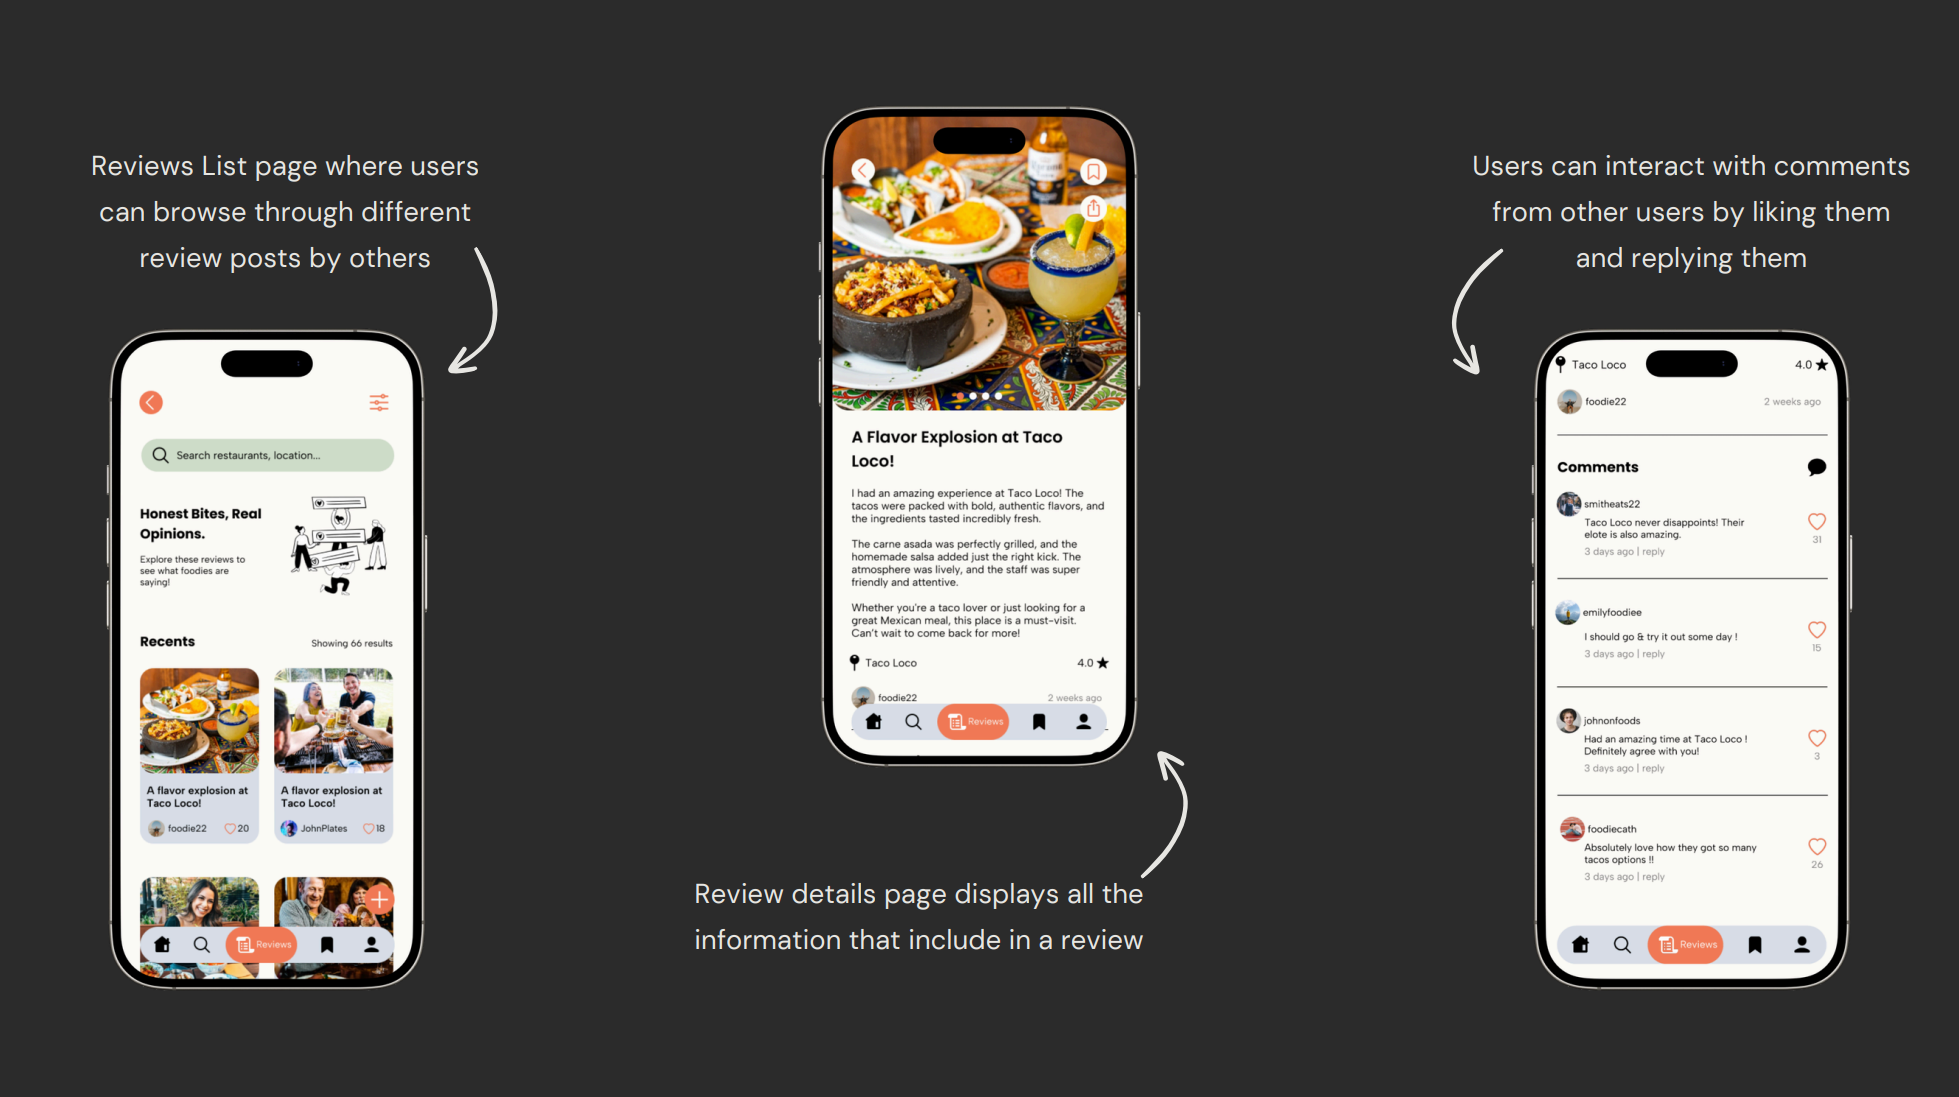 Reviews List page where users
can browse through different
review posts by others
Search restaurants, location...
Honest Bites, Real
Opinions.
Explore these reviews to
see what foodies are
saying!
Recents
Showing 66 results
A flavor explosion at
Taco Loco!
foodie22
20
A flavor explosion at
Taco Loco!
JohnPlates
18
Reviews
Corona
A Flavor Explosion at Taco
Loco!
I had an amazing experience at Taco Loco! The
tacos were packed with bold, authentic flavors, and
the ingredients tasted incredibly fresh.
The carne asada was perfectly grilled, and the
homemade salsa added just the right kick. The
atmosphere was lively, and the staff was super
friendly and attentive.
Whether you're a taco lover or just looking for a
great Mexican meal, this place is a must-visit.
Can't wait to come back for more!
Taco Loco
4.0
foodie22
2 weeks ago
Reviews
Review details page displays all the
information that include in a review
Users can interact with comments
from other users by liking them
and replying them
Taco Loco
4.0
foodie22
2 weeks ago
Comments
smitheats22
Taco Loco never disappoints! Their
elote is also amazing.
3 days ago | reply
31
emilyfoodiee
I should go & try it out some day !
3 days ago | reply
15
johnonfoods
Had an amazing time at Taco Loco !
Definitely agree with you!
3 days ago | reply
3
foodiecath
Absolutely love how they got so many
tacos options !!
3 days ago | reply
26
Reviews